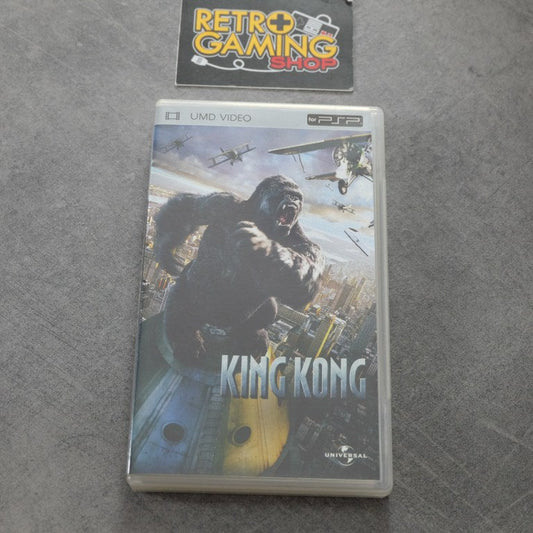 RETRO
GAMING
SHOP
UMD VIDEO
for PSP
KING KONG
UNIVERSAL